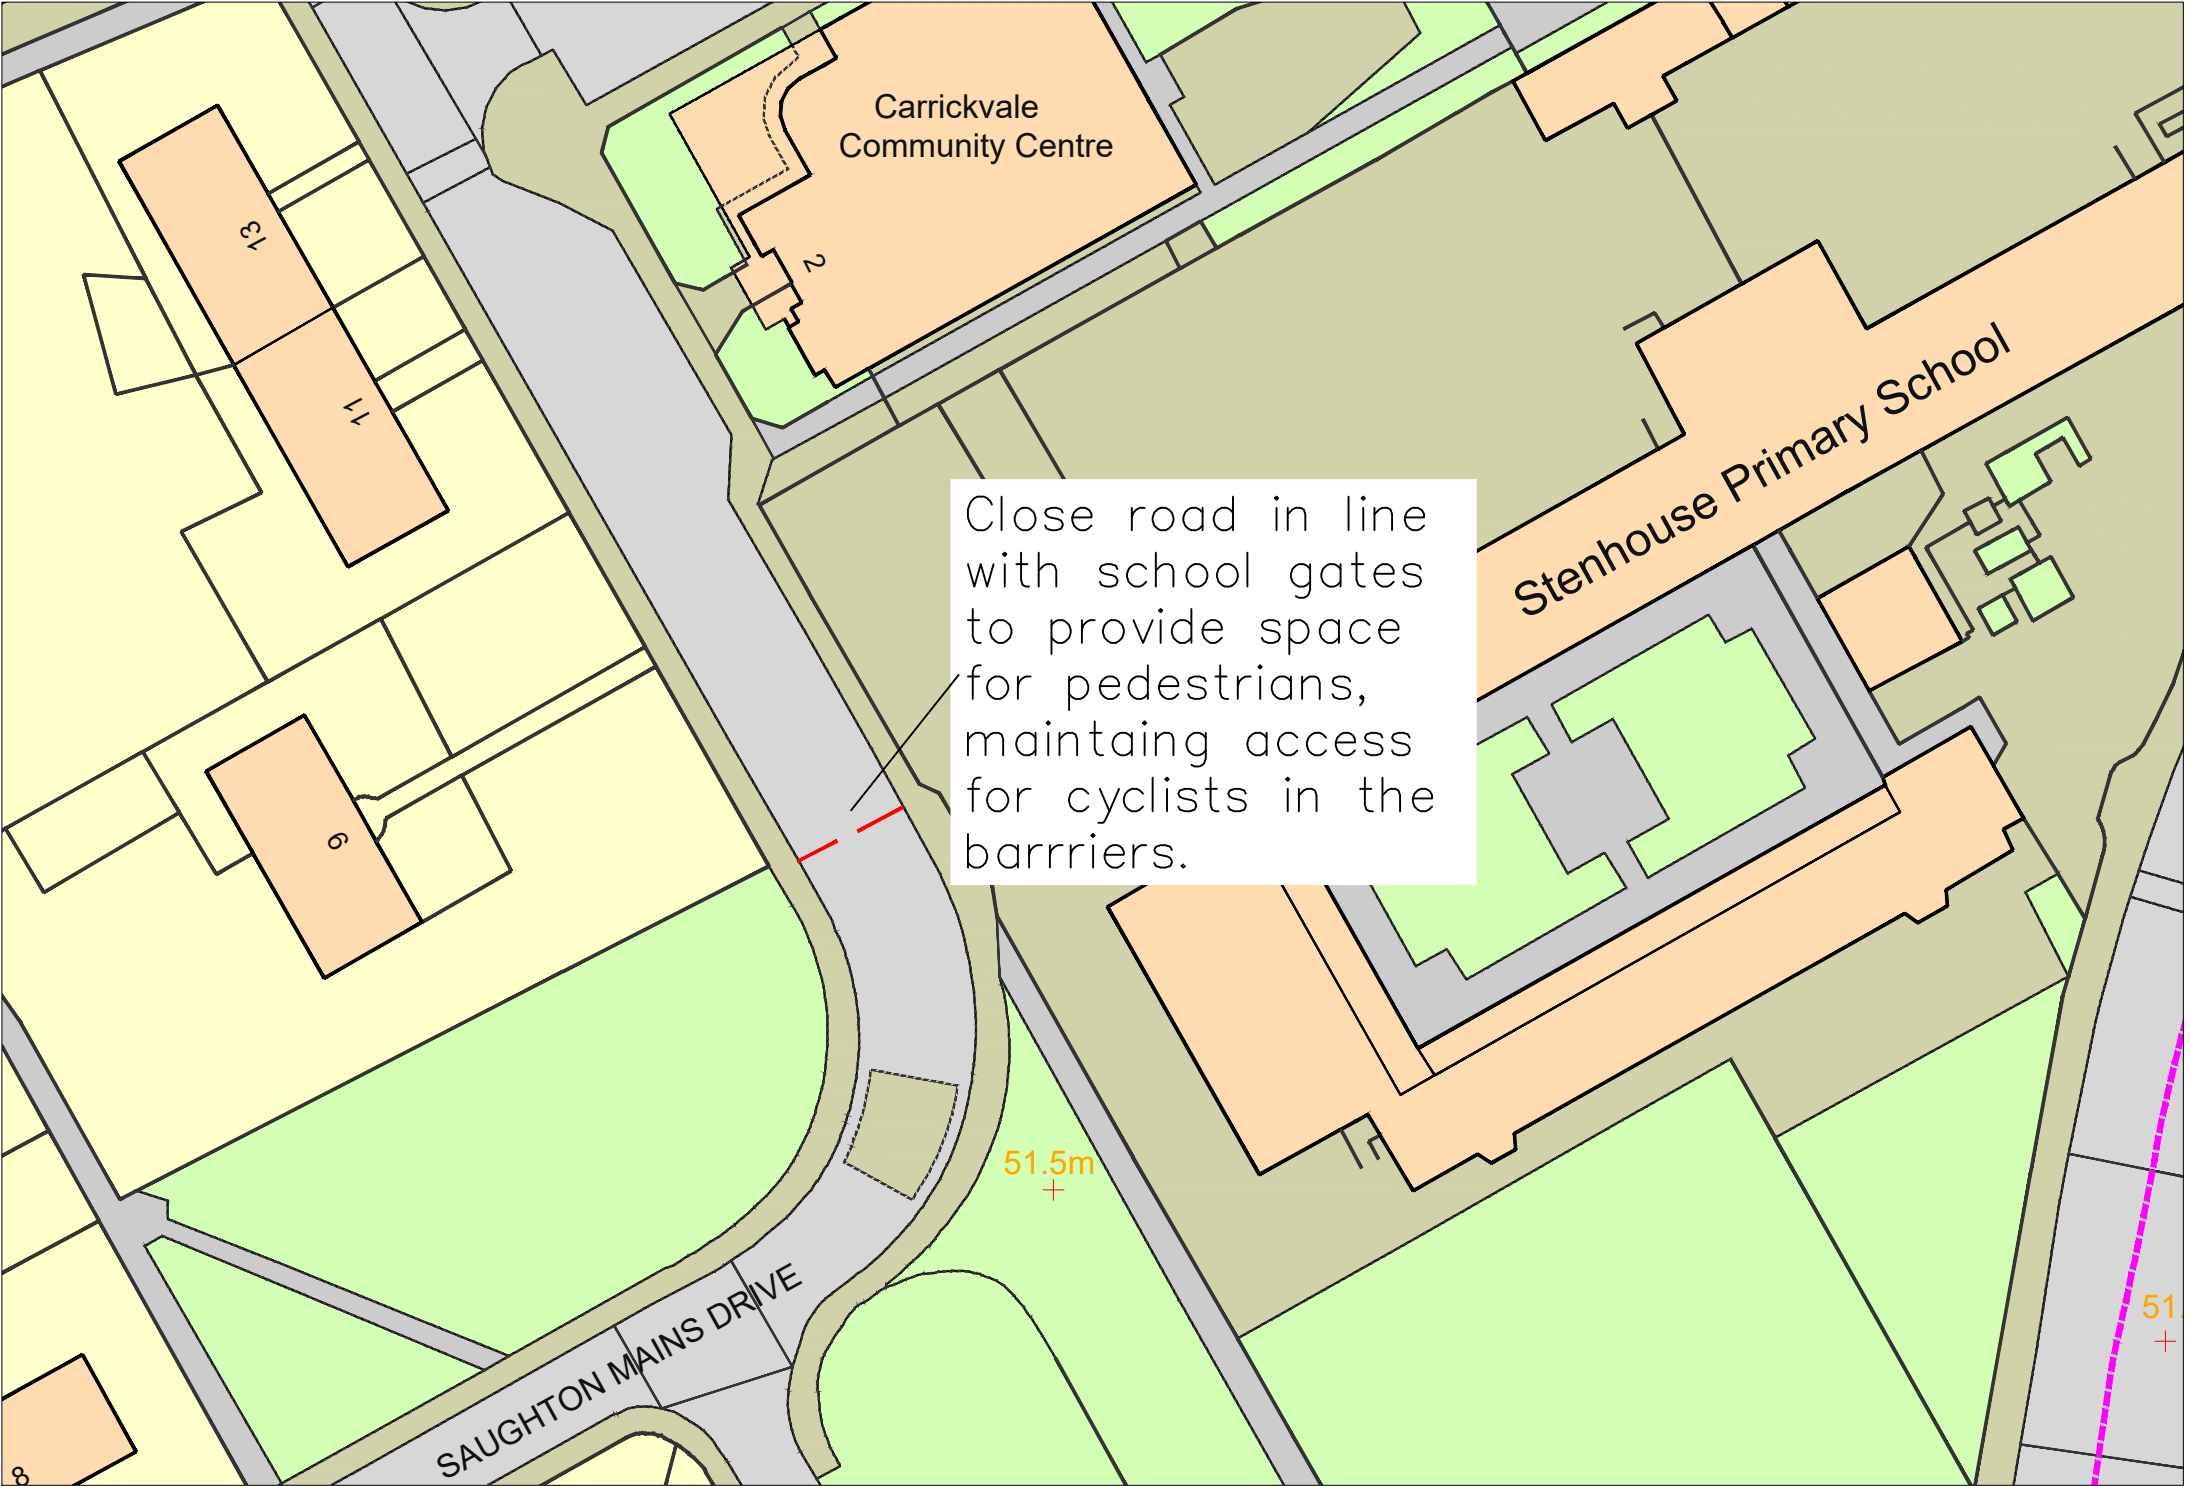 Carrickvale
Community Centre
13
2
11
Stenhouse Primary School
Close road in line
with school gates
to provide space
for pedestrians,
maintaing access
for cyclists in the
barrriers.
9
51.5m
SAUGHTON MAINS DRIVE
51.
8